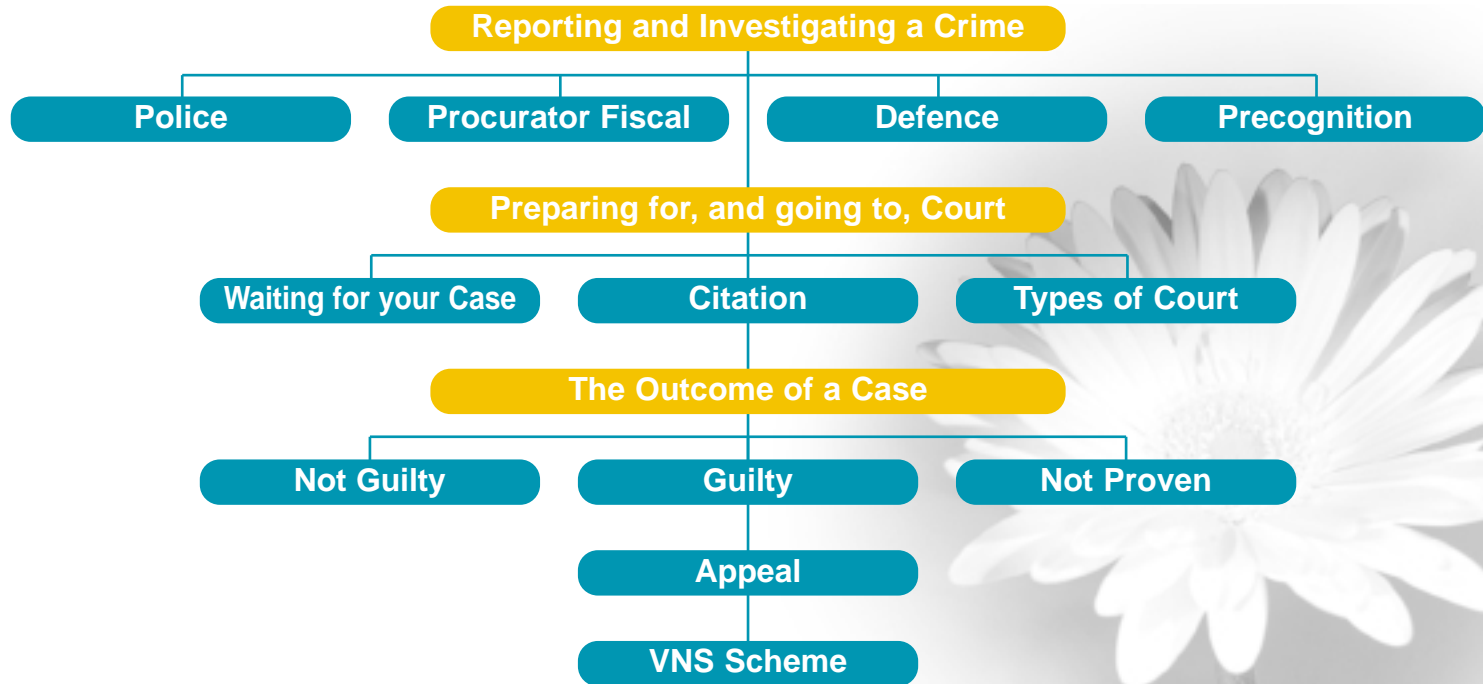 Reporting and Investigating a Crime
Police
Procurator Fiscal
Defence
Precognition
Preparing for, and going to, Court
Waiting for your Case
Citation
Types of Court
The Outcome of a Case
Not Guilty
Guilty
Not Proven
Appeal
VNS Scheme